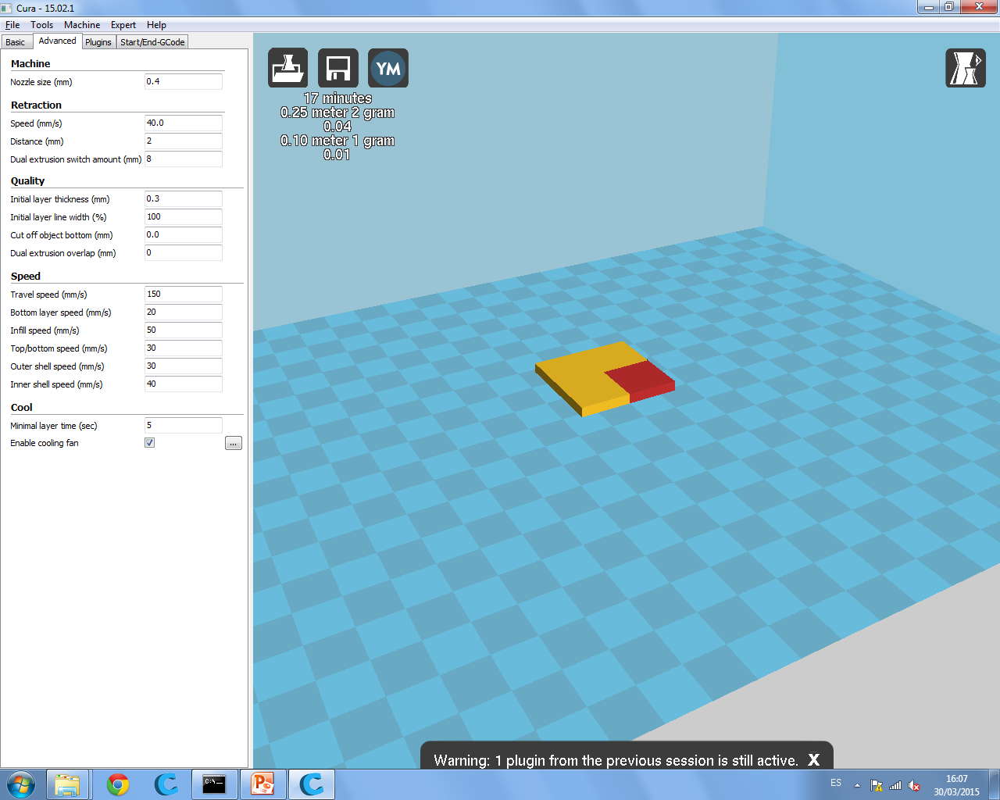 Cura - 15.02.1
File Tools Machine Expert Help
Basic Advanced Plugins Start/End-GCode
Machine
Nozzle size (mm) 0.4
Retraction
Speed (mm/s) 40.0
Distance (mm) 2
Dual extrusion switch amount (mm) 8
Quality
Initial layer thickness (mm) 0.3
Initial layer line width (%) 100
Cut off object bottom (mm) 0.0
Dual extrusion overlap (mm) 0
Speed
Travel speed (mm/s) 150
Bottom layer speed (mm/s) 20
Infill speed (mm/s) 50
Top/bottom speed (mm/s) 30
Outer shell speed (mm/s) 30
Inner shell speed (mm/s) 40
Cool
Minimal layer time (sec) 5
Enable cooling fan ...
YM
17 minutes
0.25 meter 2 gram
0.04
0.10 meter 1 gram
0.01
Warning: 1 plugin from the previous session is still active. X
C:\_
P
ES
16:07
30/03/2015